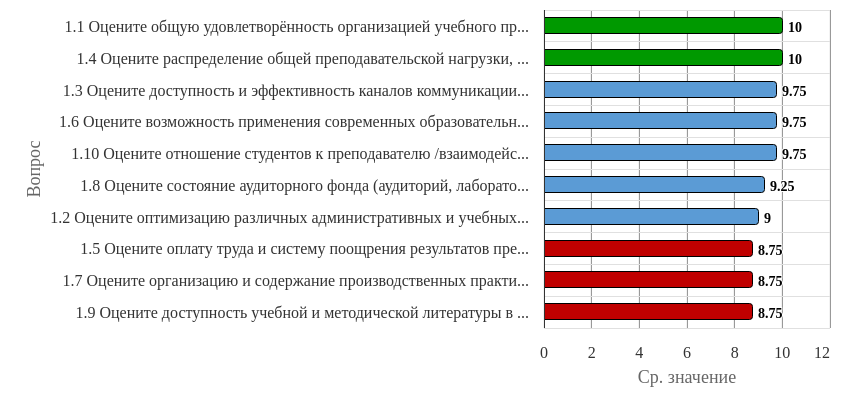 1.1 Оцените общую удовлетворённость организацией учебного пр... 10
1.4 Оцените распределение общей преподавательской нагрузки, ... 10
1.3 Оцените доступность и эффективность каналов коммуникации... 9.75
1.6 Оцените возможность применения современных образовательн... 9.75
1.10 Оцените отношение студентов к преподавателю /взаимодейс... 9.75
1.8 Оцените состояние аудиторного фонда (аудиторий, лаборато... 9.25
1.2 Оцените оптимизацию различных административных и учебных... 9
1.5 Оцените оплату труда и систему поощрения результатов пре... 8.75
1.7 Оцените организацию и содержание производственных практи... 8.75
1.9 Оцените доступность учебной и методической литературы в ... 8.75
Вопрос
0 2 4 6 8 10 12
Ср. значение